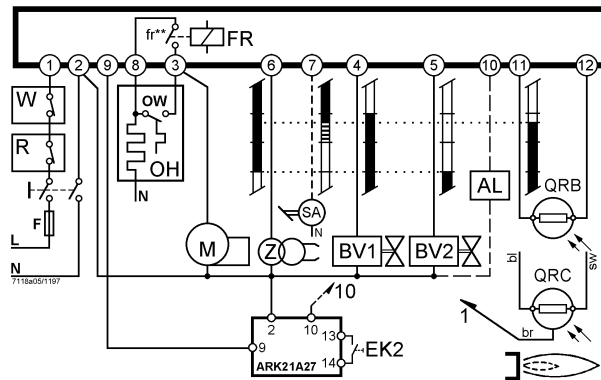 fr** FR
1 2 9 8 3 6 7 4 5 10 11 12
W
OW
R
OH
AL
QRB
N
SA
F
M
Z
N
BV1
BV2
L
bl
sw
N
7118a05/1197
QRC
10
1
2
10
br
13
9
EK2
14
ARK21A27